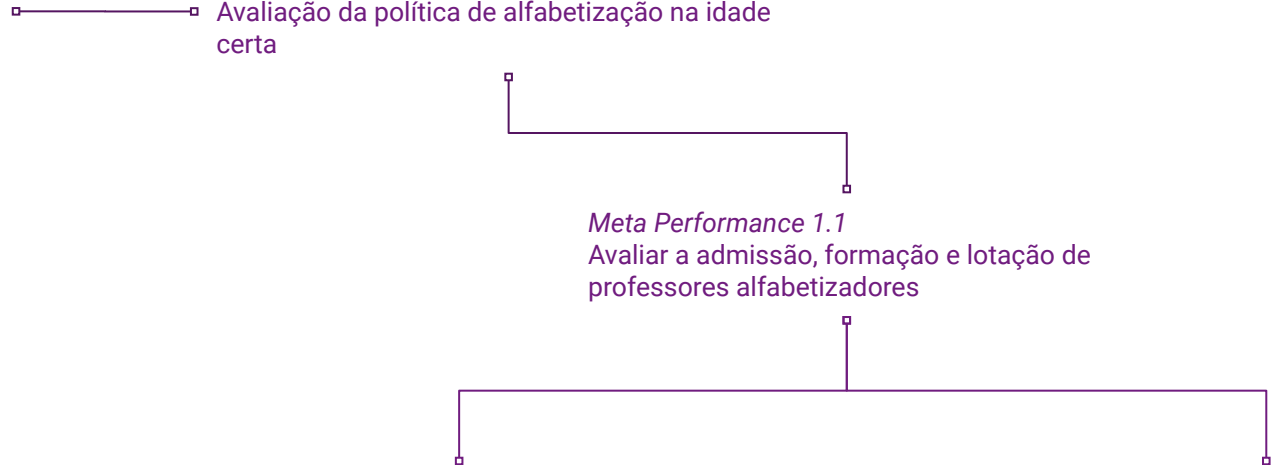 Avaliação da política de alfabetização na idade
certa
Meta Performance 1.1
Avaliar a admissão, formação e lotação de
professores alfabetizadores